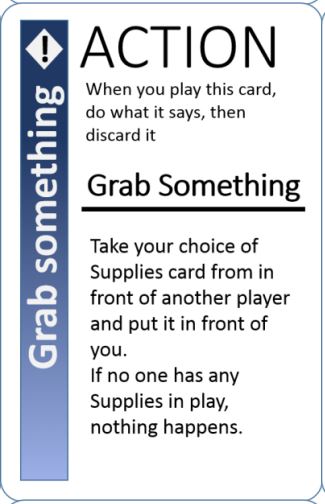 !
ACTION
When you play this card,
do what it says, then
discard it
Grab something
Grab Something
Take your choice of
Supplies card from in
front of another player
and put it in front of
you.
If no one has any
Supplies in play,
nothing happens.